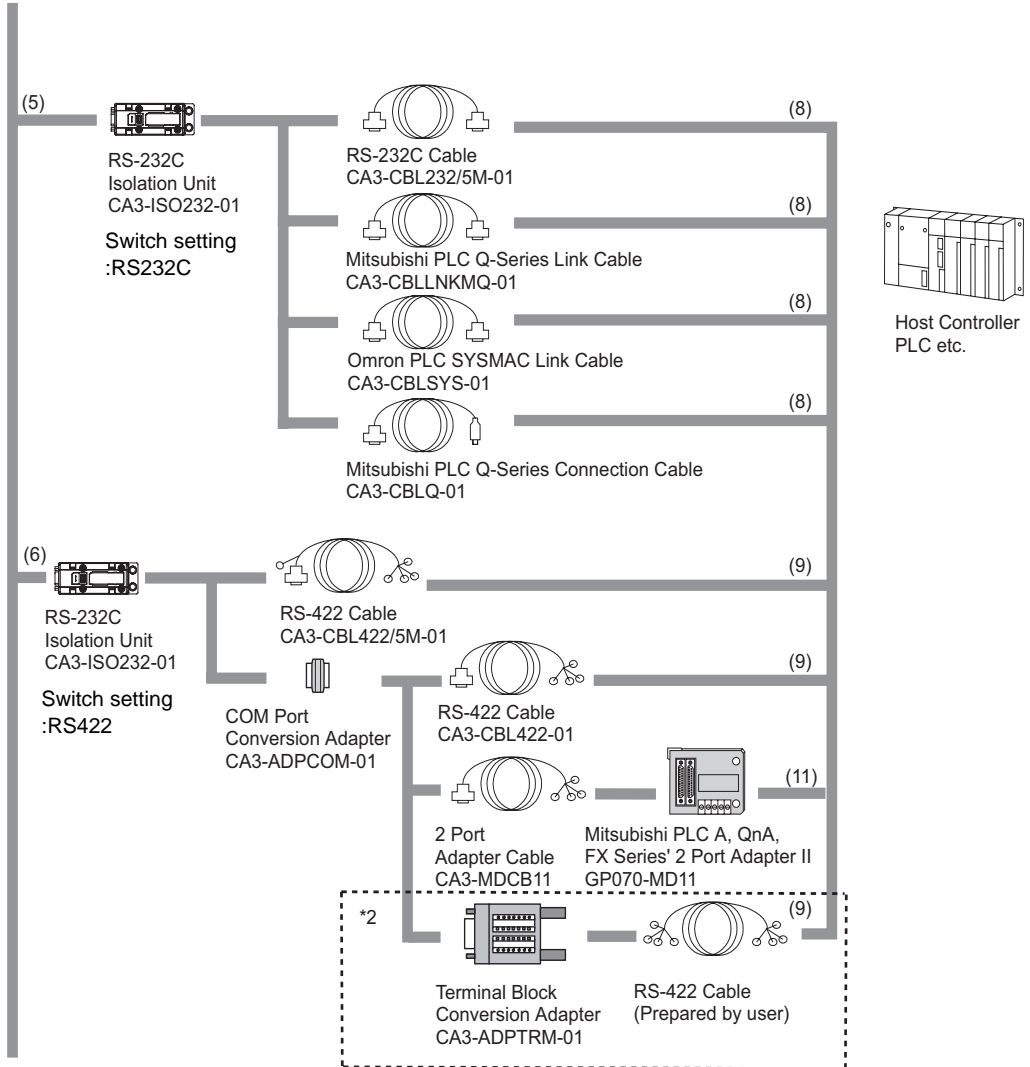 (5)
(8)
RS-232C
Isolation Unit
CA3-ISO232-01
Switch setting
:RS232C
RS-232C Cable
CA3-CBL232/5M-01
(8)
Mitsubishi PLC Q-Series Link Cable
CA3-CBLLNKMQ-01
Host Controller
PLC etc.
(8)
Omron PLC SYSMAC Link Cable
CA3-CBLSYS-01
(8)
Mitsubishi PLC Q-Series Connection Cable
CA3-CBLQ-01
(6)
(9)
RS-232C
Isolation Unit
CA3-ISO232-01
Switch setting
:RS422
RS-422 Cable
CA3-CBL422/5M-01
COM Port
Conversion Adapter
CA3-ADPCOM-01
(9)
RS-422 Cable
CA3-CBL422-01
(11)
2 Port
Adapter Cable
CA3-MDCB11
Mitsubishi PLC A, QnA,
FX Series' 2 Port Adapter II
GP070-MD11
*2
(9)
Terminal Block
Conversion Adapter
CA3-ADPTRM-01
RS-422 Cable
(Prepared by user)